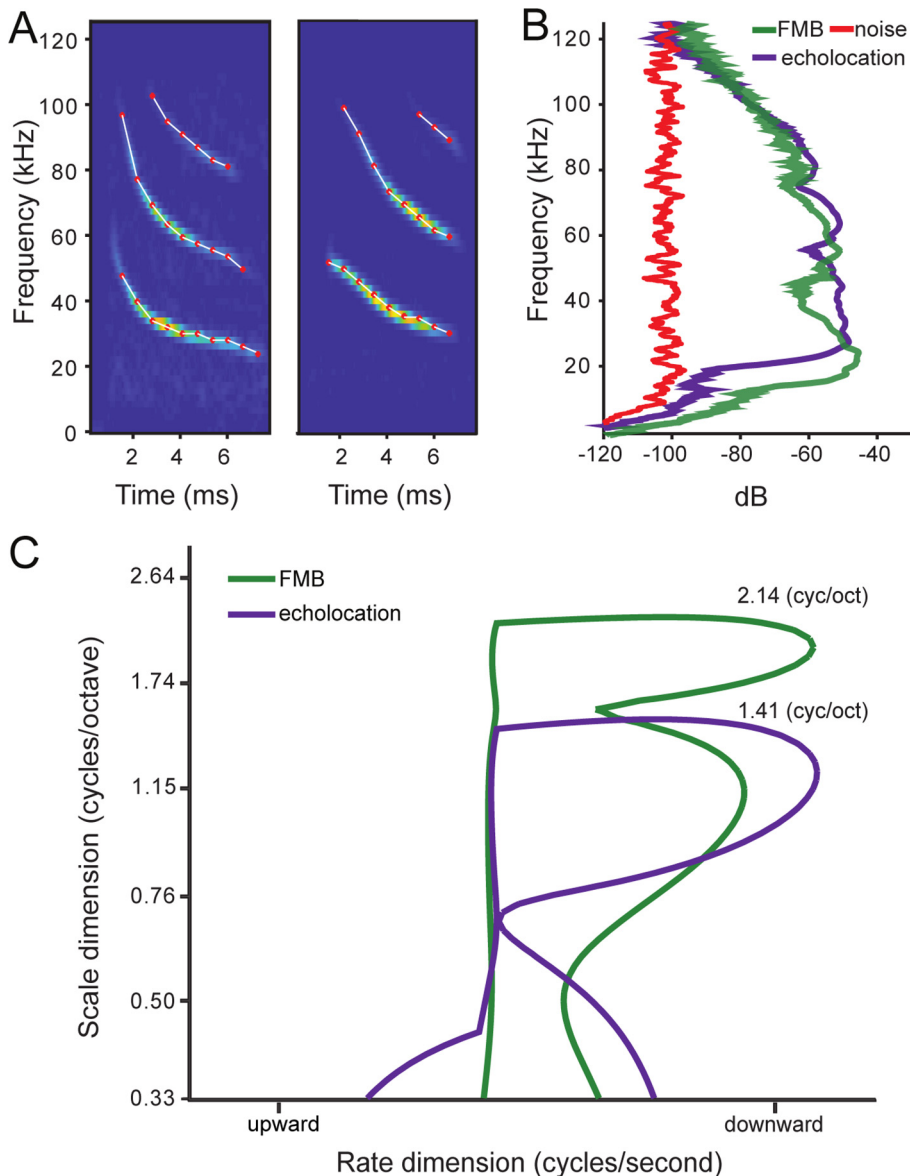 A
Frequency (kHz)
120
100
80
60
40
20
0
2 4 6
Time (ms)
2 4 6
Time (ms)
B
FMB noise
echolocation
Frequency (kHz)
120
100
80
60
40
20
-120 -100 -80 -60 -40
dB
C
FMB
echolocation
Scale dimension (cycles/octave)
2.64
1.74
1.15
0.76
0.50
0.33
2.14 (cyc/oct)
1.41 (cyc/oct)
upward downward
Rate dimension (cycles/second)